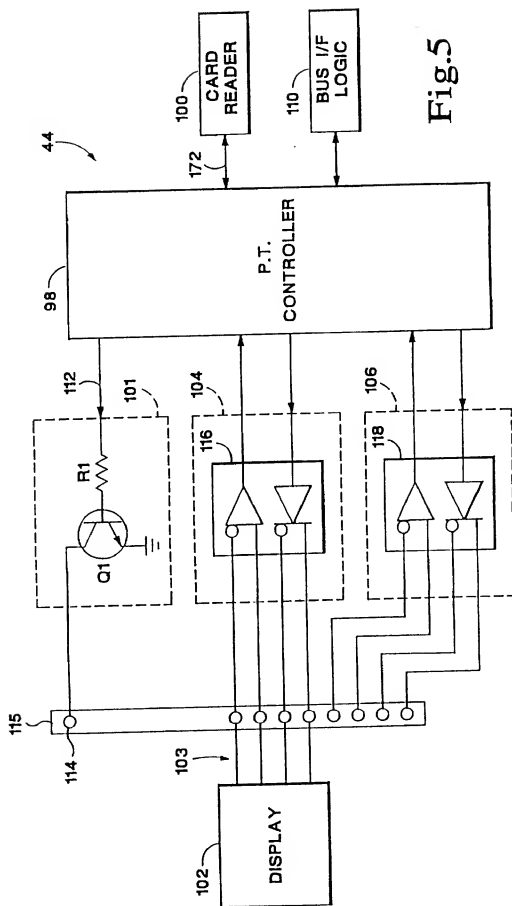 44
98
100
CARD
READER
172
110
BUS I/F
LOGIC
P.T.
CONTROLLER
112
101
R1
Q1
104
116
106
118
115
114
103
102
DISPLAY
Fig.5